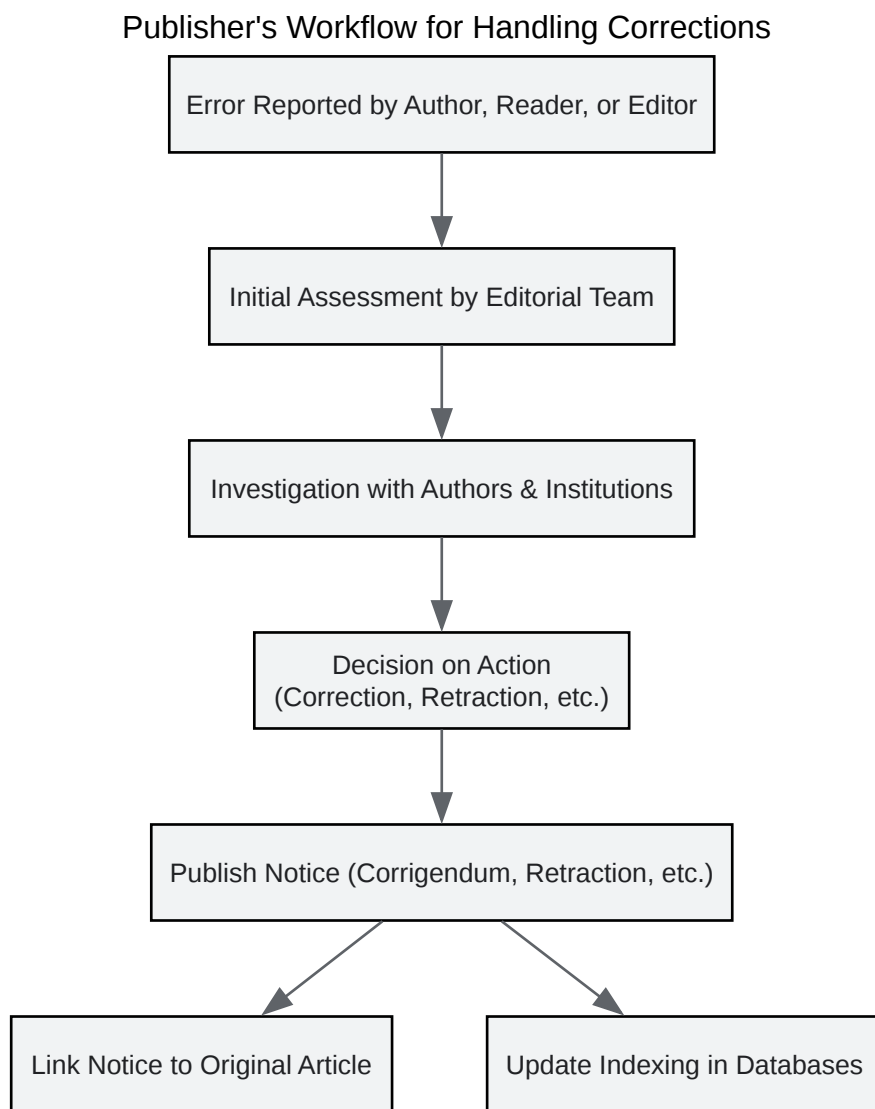 Publisher's Workflow for Handling Corrections
Error Reported by Author, Reader, or Editor
Initial Assessment by Editorial Team
Investigation with Authors & Institutions
Decision on Action
(Correction, Retraction, etc.)
Publish Notice (Corrigendum, Retraction, etc.)
Link Notice to Original Article
Update Indexing in Databases